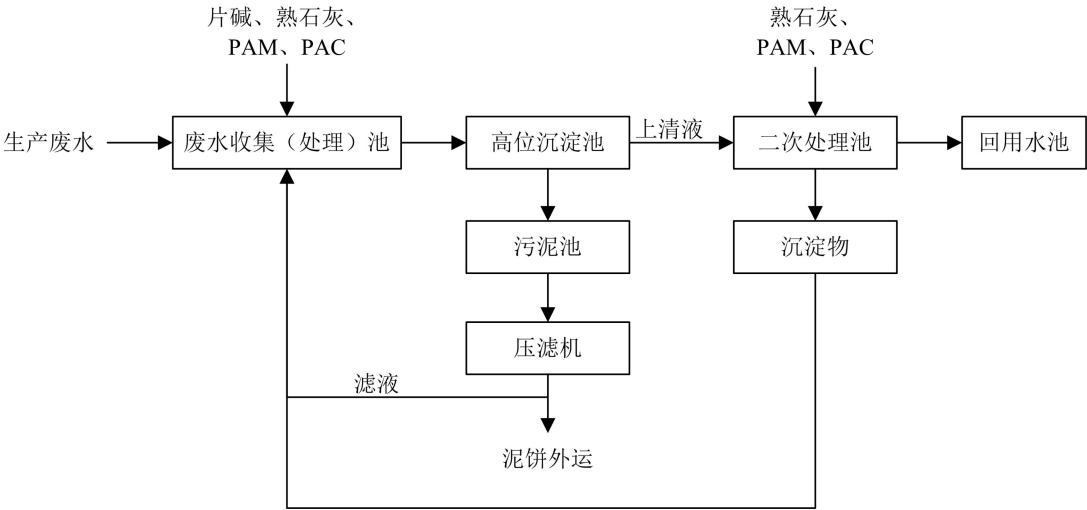 片碱、熟石灰、
PAM、PAC
熟石灰、
PAM、PAC
生产废水
废水收集（处理）池
高位沉淀池
上清液
二次处理池
回用水池
污泥池
沉淀物
压滤机
滤液
泥饼外运